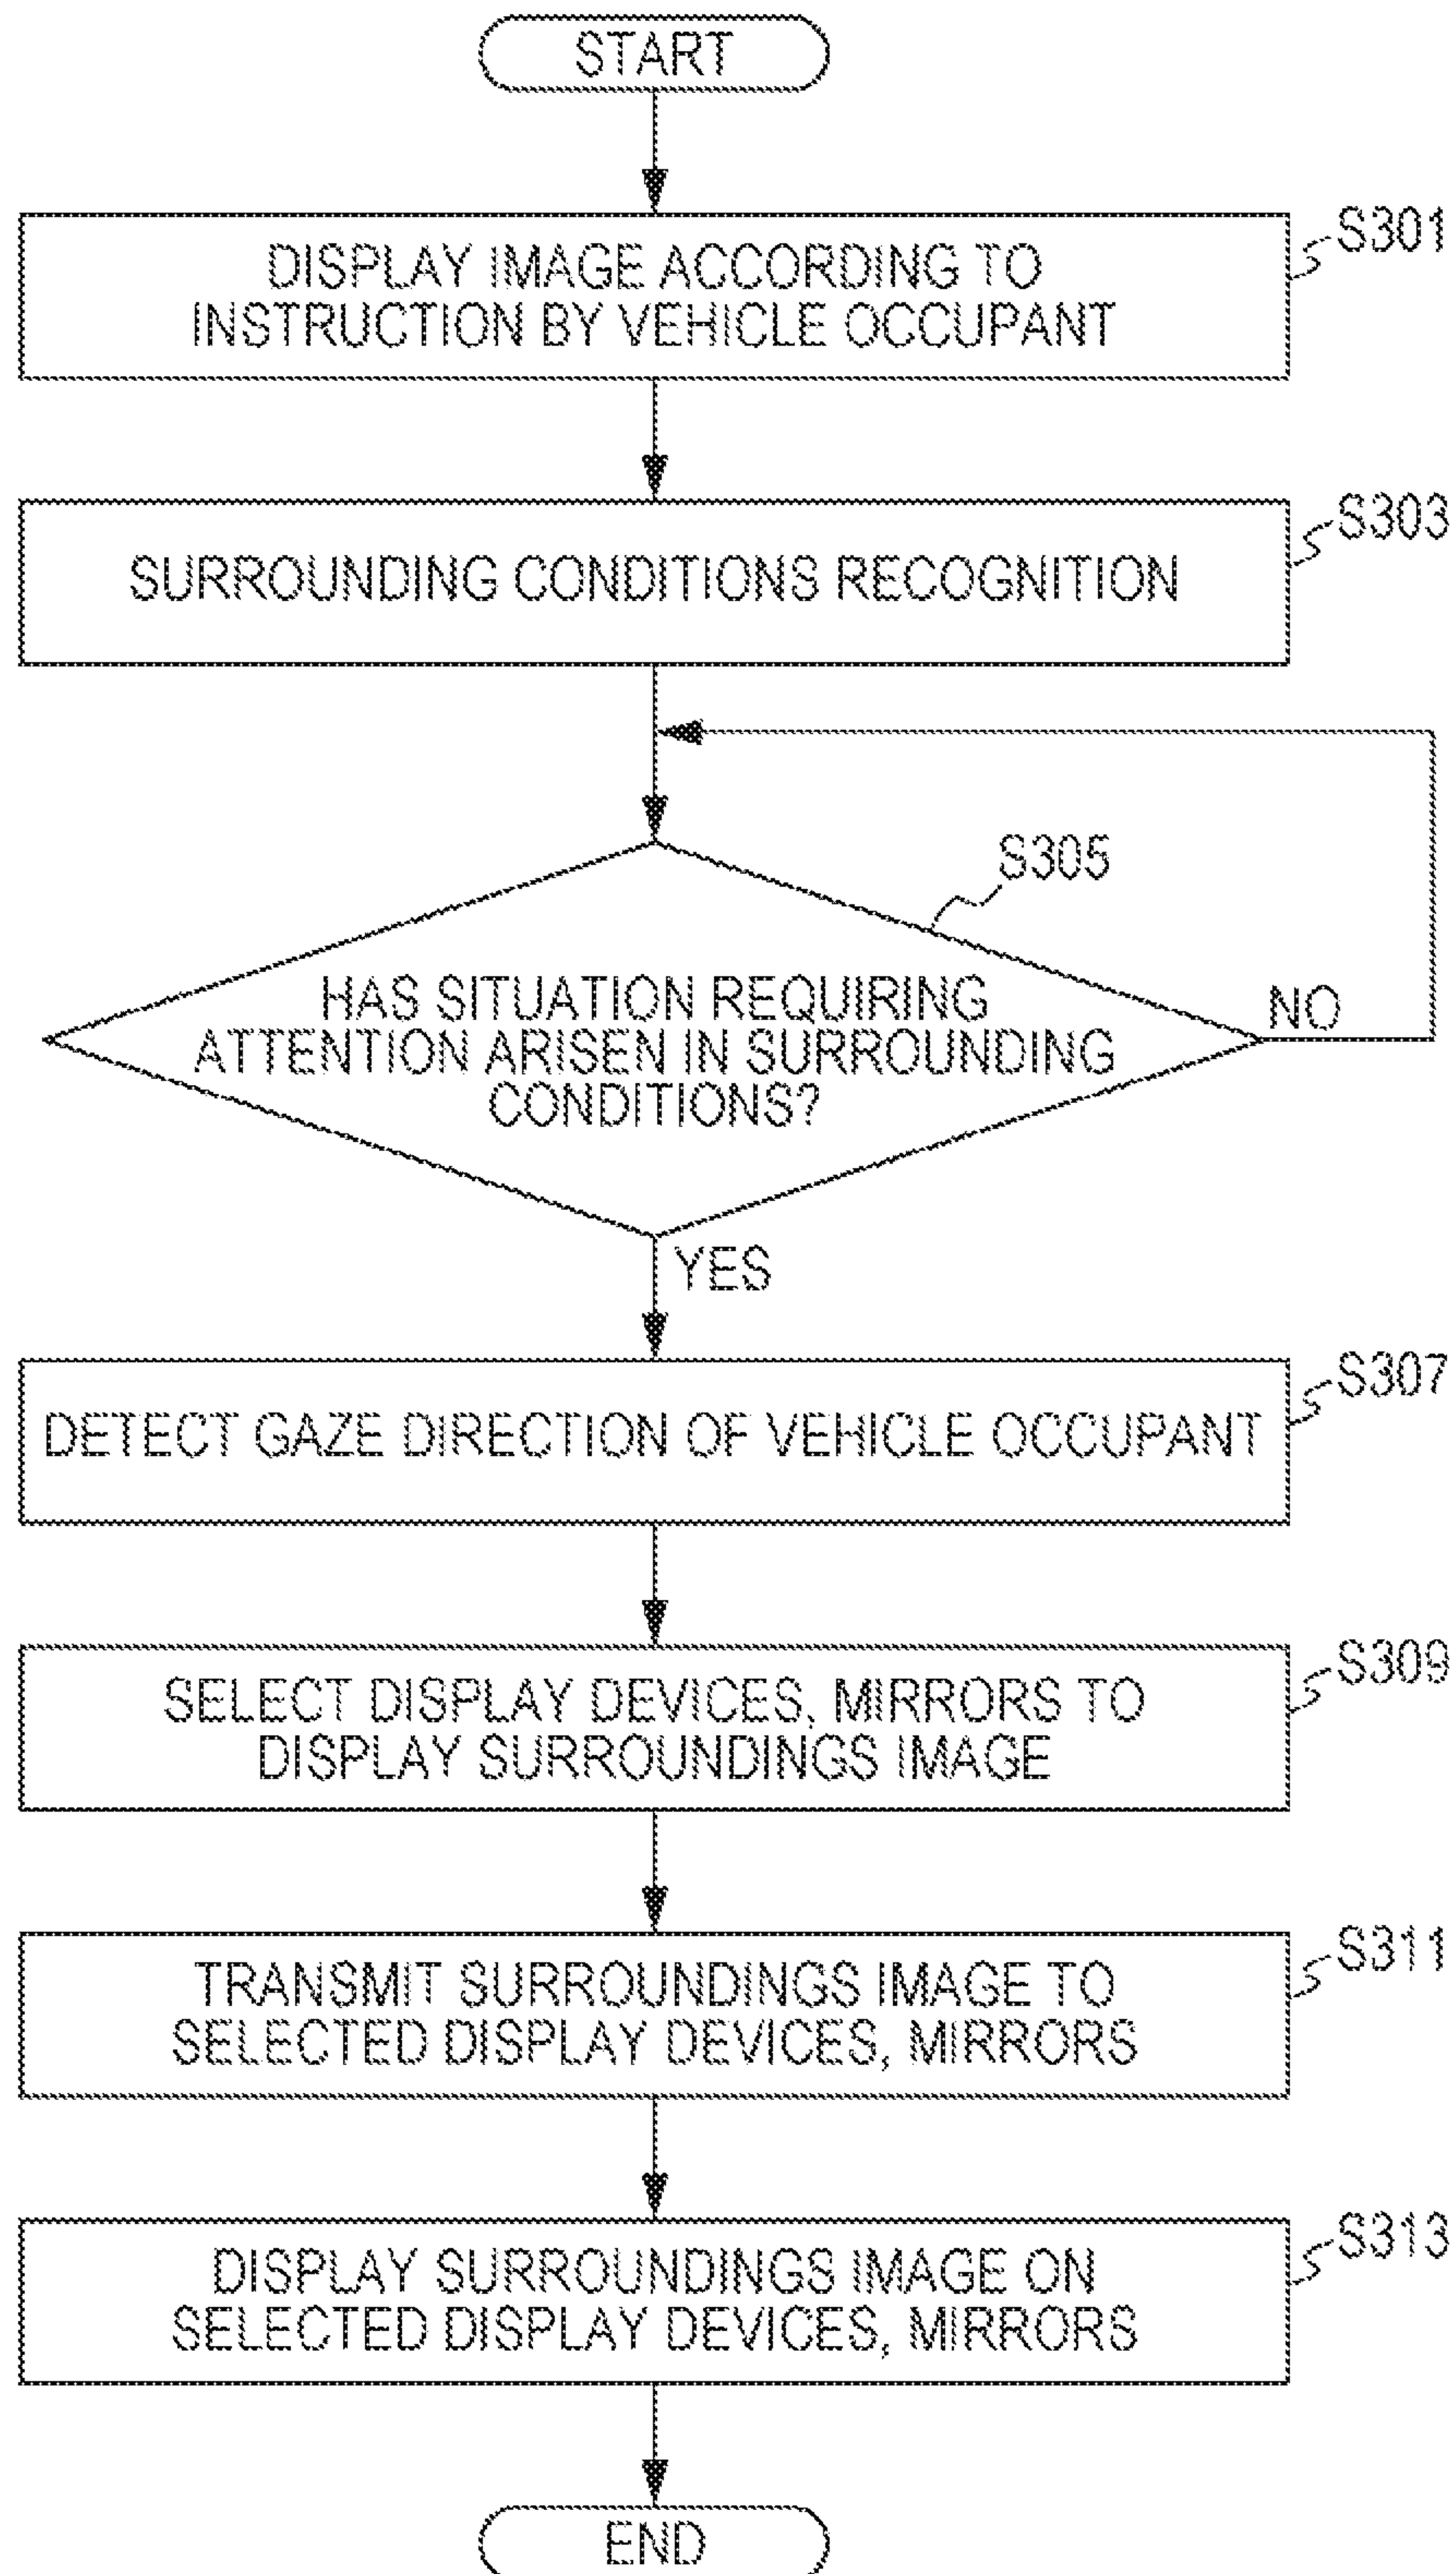 START
DISPLAY IMAGE ACCORDING TO
INSTRUCTION BY VEHICLE OCCUPANT
S301
SURROUNDING CONDITIONS RECOGNITION
S303
S305
HAS SITUATION REQUIRING
ATTENTION ARISEN IN SURROUNDING
CONDITIONS?
NO
YES
DETECT GAZE DIRECTION OF VEHICLE OCCUPANT
S307
SELECT DISPLAY DEVICES, MIRRORS TO
DISPLAY SURROUNDINGS IMAGE
S309
TRANSMIT SURROUNDINGS IMAGE TO
SELECTED DISPLAY DEVICES, MIRRORS
S311
DISPLAY SURROUNDINGS IMAGE ON
SELECTED DISPLAY DEVICES, MIRRORS
S313
END